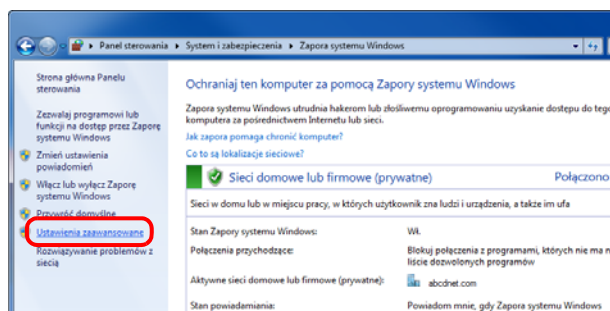 Panel sterowania ▸ System i zabezpieczenia ▸ Zapora systemu Windows
Strona główna Panelu
sterowania
Zezwalaj programowi lub
funkcji na dostęp przez Zaporę
systemu Windows
Zmień ustawienia
powiadomień
Włącz lub wyłącz Zaporę
systemu Windows
Przywróć domyślne
Ustawienia zaawansowane
Rozwiązywanie problemów z
siecią
Ochraniaj ten komputer za pomocą Zapory systemu Windows
Zapora systemu Windows utrudnia hakerom lub złośliwemu oprogramowaniu uzyskanie dostępu do tego
komputera za pośrednictwem Internetu lub sieci.
Jak zapora pomaga chronić komputer?
Co to są lokalizacje sieciowe?
Sieci domowe lub firmowe (prywatne) Połączono
Sieci w domu lub w miejscu pracy, w których użytkownik zna ludzi i urządzenia, a także im ufa
Stan Zapory systemu Windows: Wł.
Połączenia przychodzące: Blokuj połączenia z programami, których nie ma n
liście dozwolonych programów
Aktywne sieci domowe lub firmowe (prywatne): abcdnet.com
Stan powiadamiania: Powiadom mnie, gdy Zapora systemu Windows